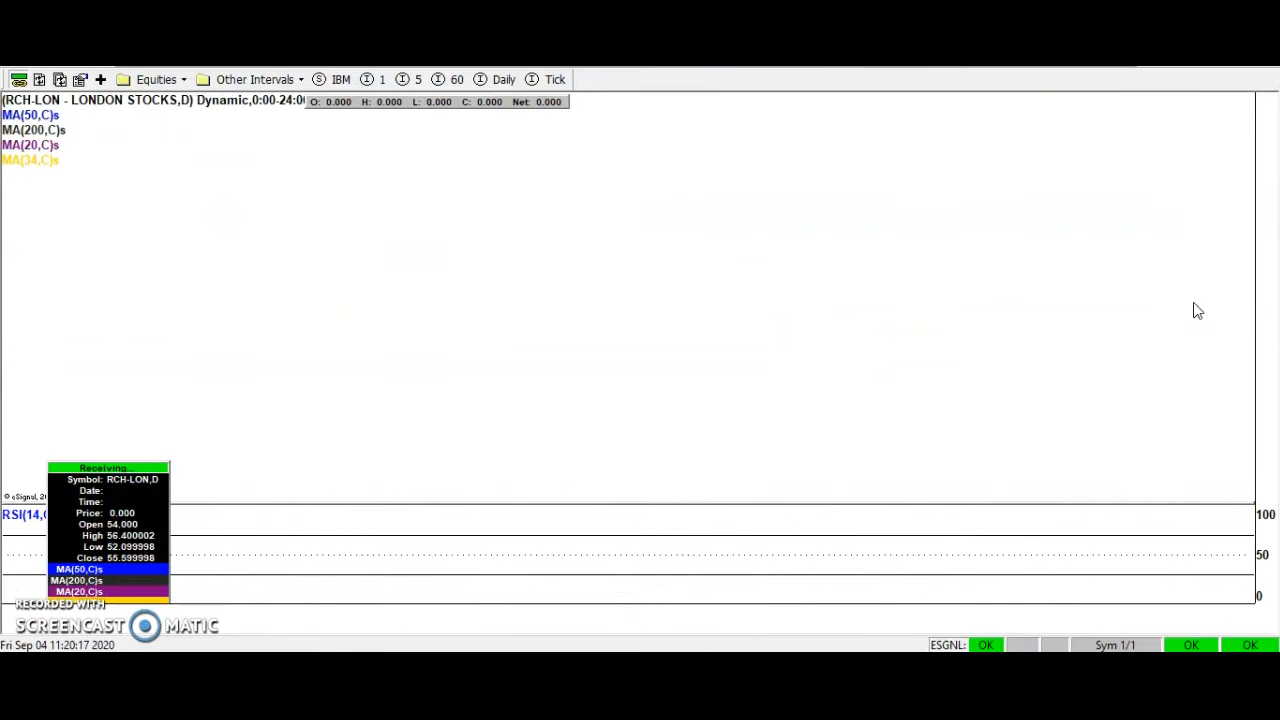 Equities Other Intervals S IBM I 1 I 5 I 60 I Daily I Tick
(RCH-LON - LONDON STOCKS,D) Dynamic,0:00-24:0 O: 0.000 H: 0.000 L: 0.000 C: 0.000 Net: 0.000
MA(50,C)s
MA(200,C)s
MA(20,C)s
MA(34,C)s
Receiving...
Symbol: RCH-LON,D
Date:
Time:
Price: 0.000
Open 54.000
High 56.400002
Low 52.099998
Close 55.599998
MA(50,C)s
MA(200,C)s
MA(20,C)s
© eSignal, 2
RSI(14,
100
50
0
RECORDED WITH
SCREENCAST MATIC
Fri Sep 04 11:20:17 2020 ESGNL: OK Sym 1/1 OK OK